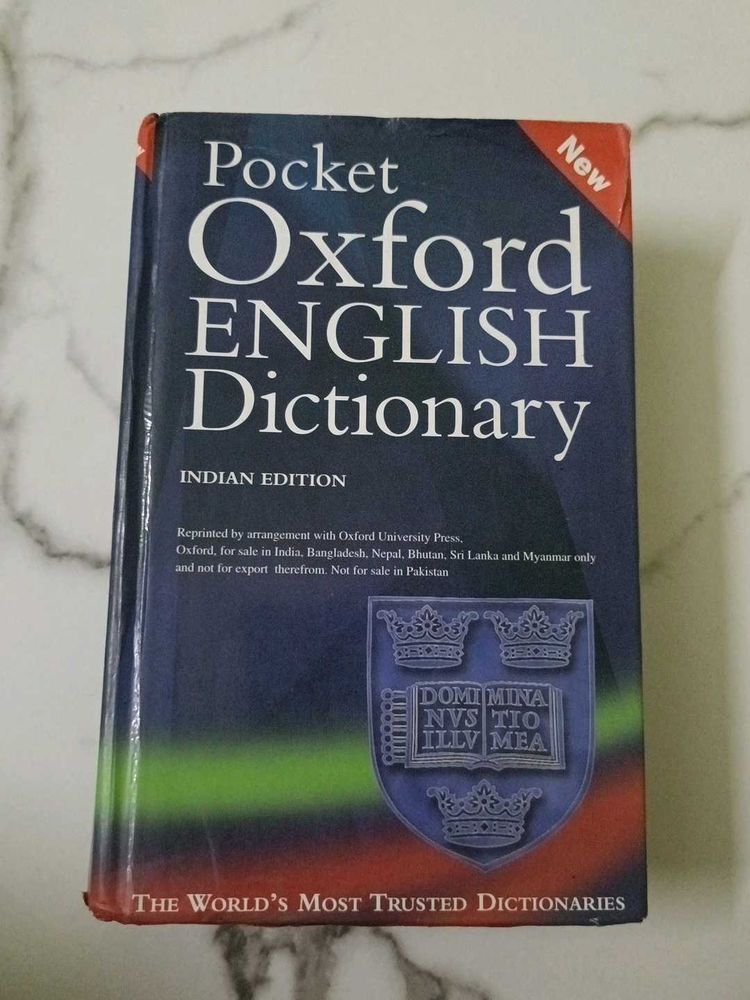 New
Pocket
Oxford
ENGLISH
Dictionary
INDIAN EDITION
Reprinted by arrangement with Oxford University Press,
Oxford, for sale in India, Bangladesh, Nepal, Bhutan, Sri Lanka and Myanmar only
and not for export therefrom. Not for sale in Pakistan
DOMI MINA
NVS TIO
ILLV MEA
THE WORLD'S MOST TRUSTED DICTIONARIES